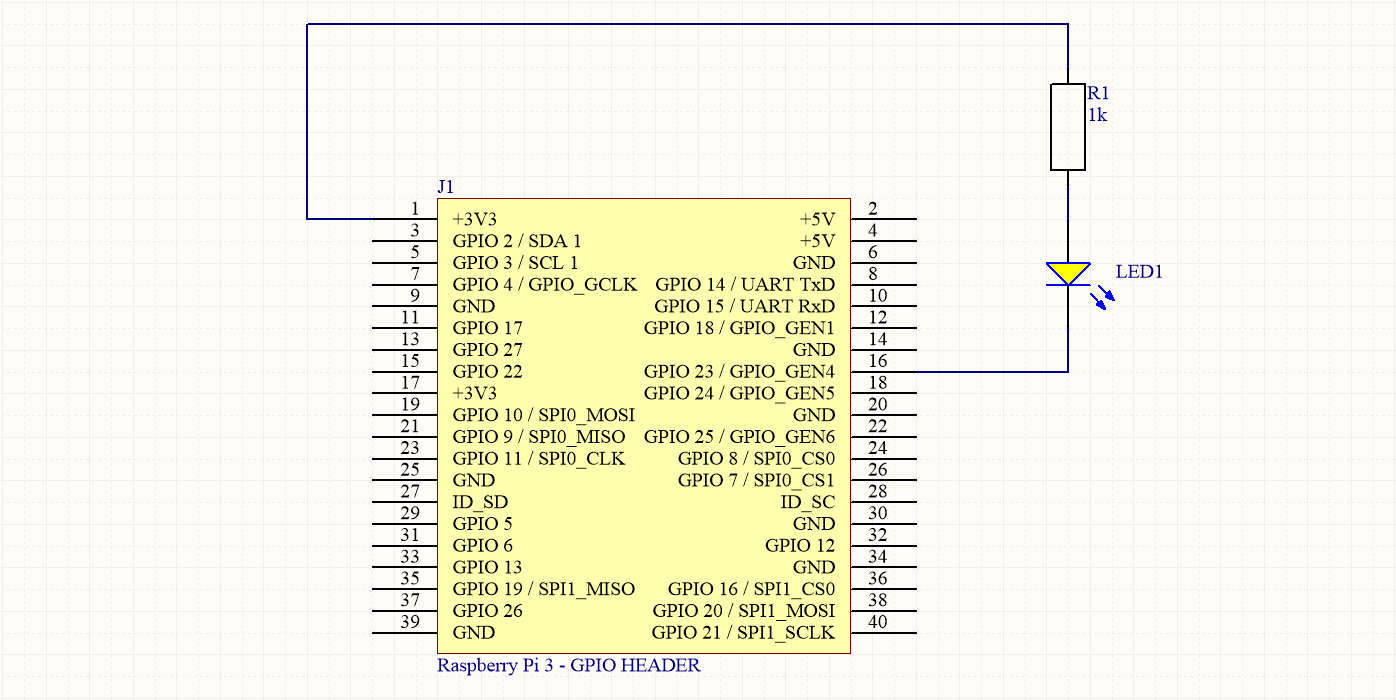 R1
1k
J1
1 +3V3 +5V 2
3 GPIO 2 / SDA 1 +5V 4
5 GPIO 3 / SCL 1 GND 6
7 GPIO 4 / GPIO_GCLK GPIO 14 / UART TxD 8
9 GND GPIO 15 / UART RxD 10
11 GPIO 17 GPIO 18 / GPIO_GEN1 12
13 GPIO 27 GND 14
15 GPIO 22 GPIO 23 / GPIO_GEN4 16
17 +3V3 GPIO 24 / GPIO_GEN5 18
19 GPIO 10 / SPI0_MOSI GND 20
21 GPIO 9 / SPI0_MISO GPIO 25 / GPIO_GEN6 22
23 GPIO 11 / SPI0_CLK GPIO 8 / SPI0_CS0 24
25 GND GPIO 7 / SPI0_CS1 26
27 ID_SD ID_SC 28
29 GPIO 5 GND 30
31 GPIO 6 GPIO 12 32
33 GPIO 13 GND 34
35 GPIO 19 / SPI1_MISO GPIO 16 / SPI1_CS0 36
37 GPIO 26 GPIO 20 / SPI1_MOSI 38
39 GND GPIO 21 / SPI1_SCLK 40
LED1
Raspberry Pi 3 - GPIO HEADER